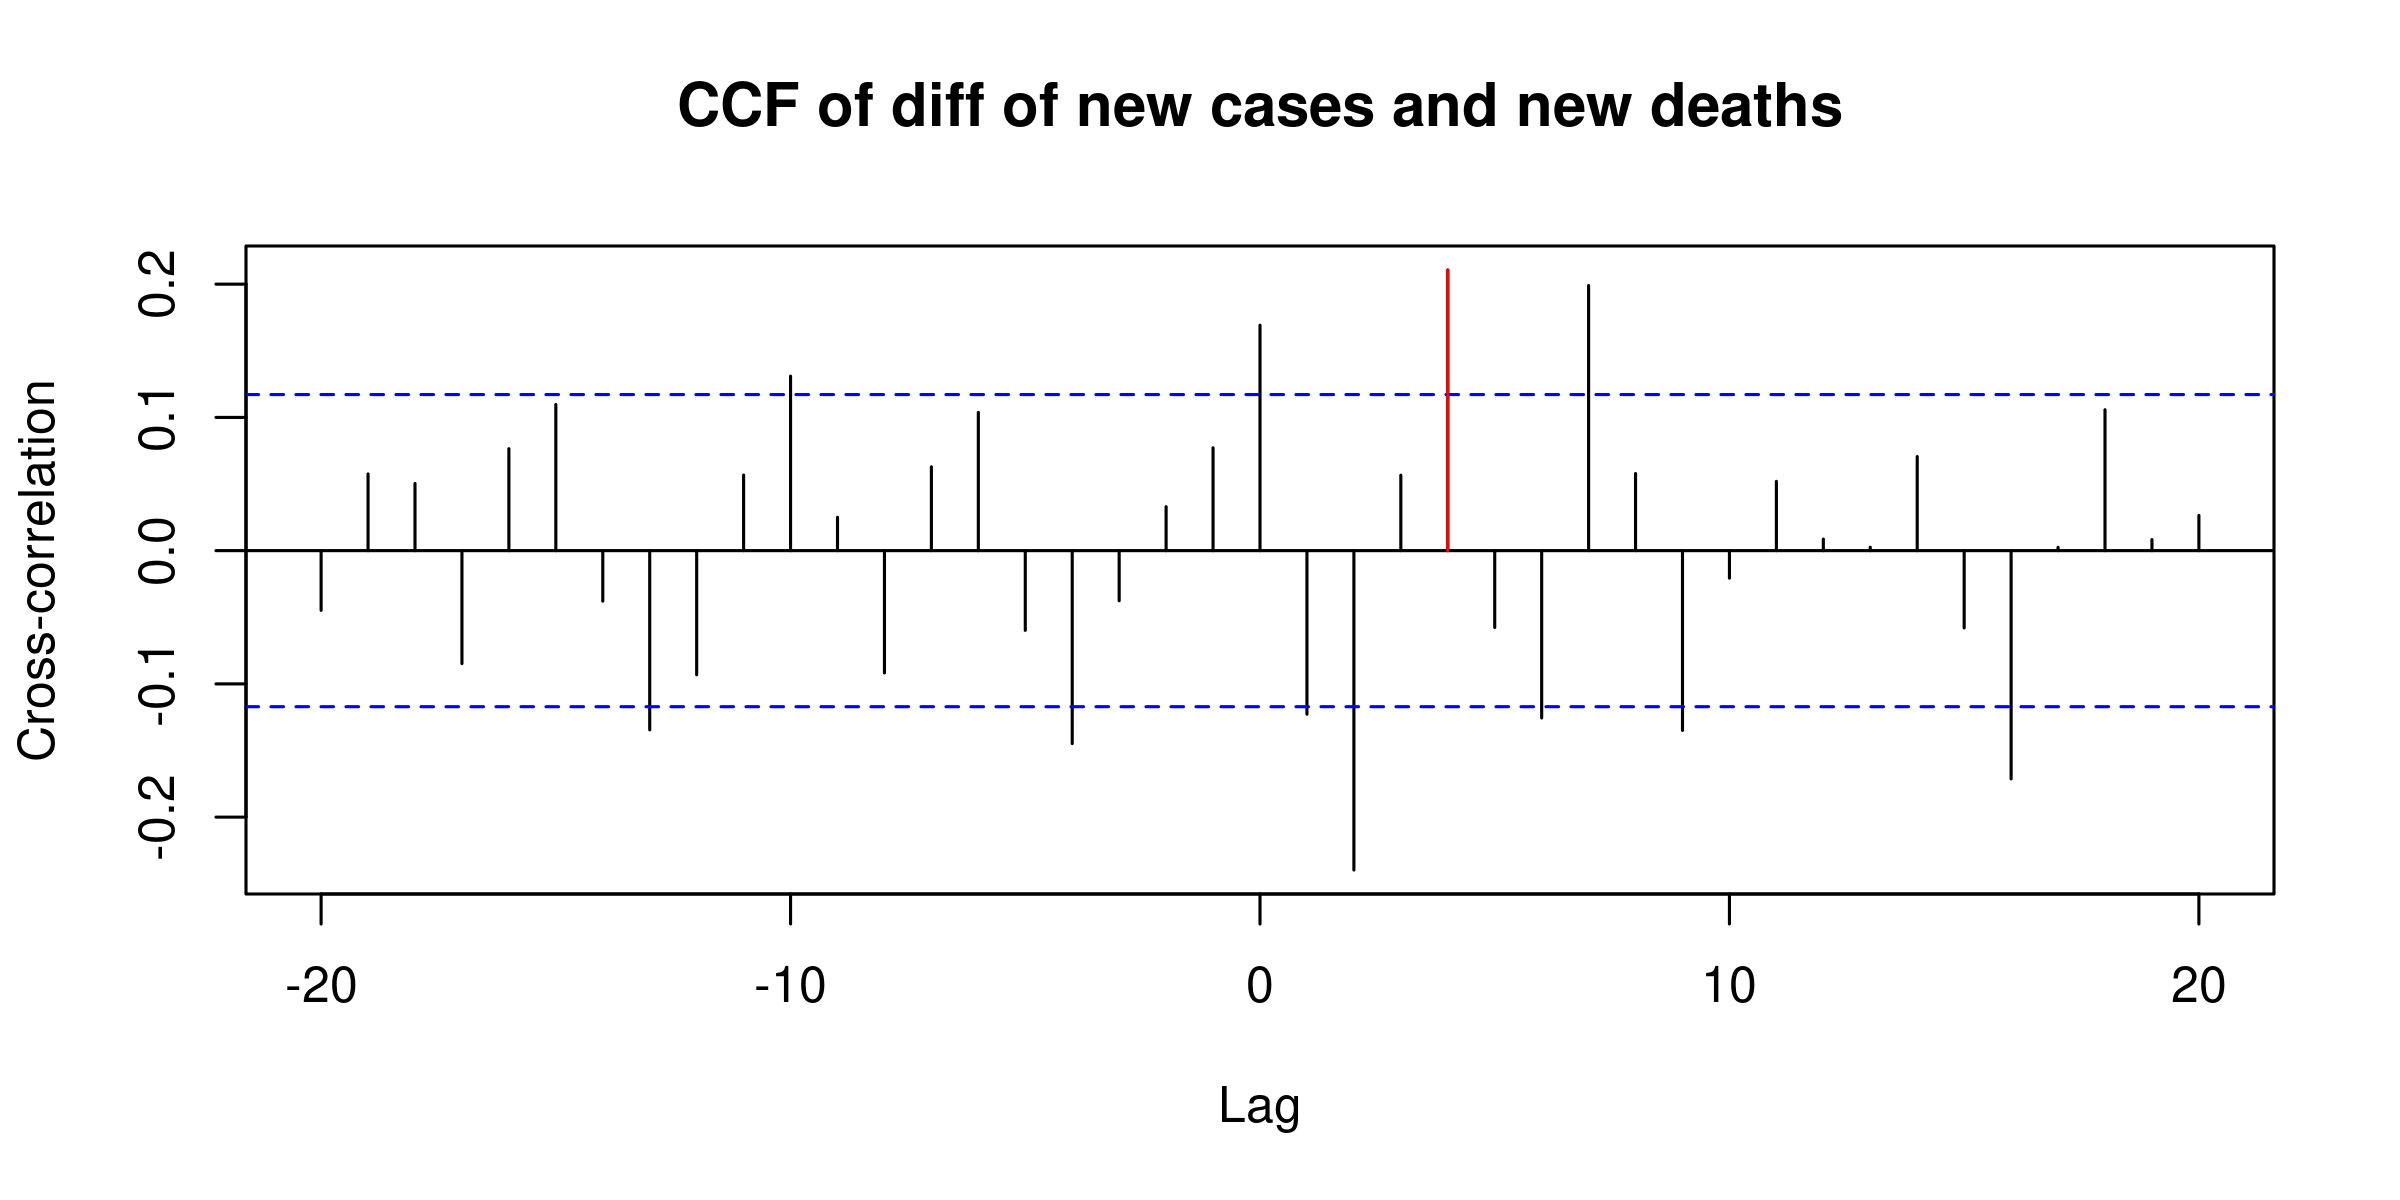 CCF of diff of new cases and new deaths
Cross-correlation
0.2
0.1
0.0
-0.1
-0.2
-20 -10 0 10 20
Lag